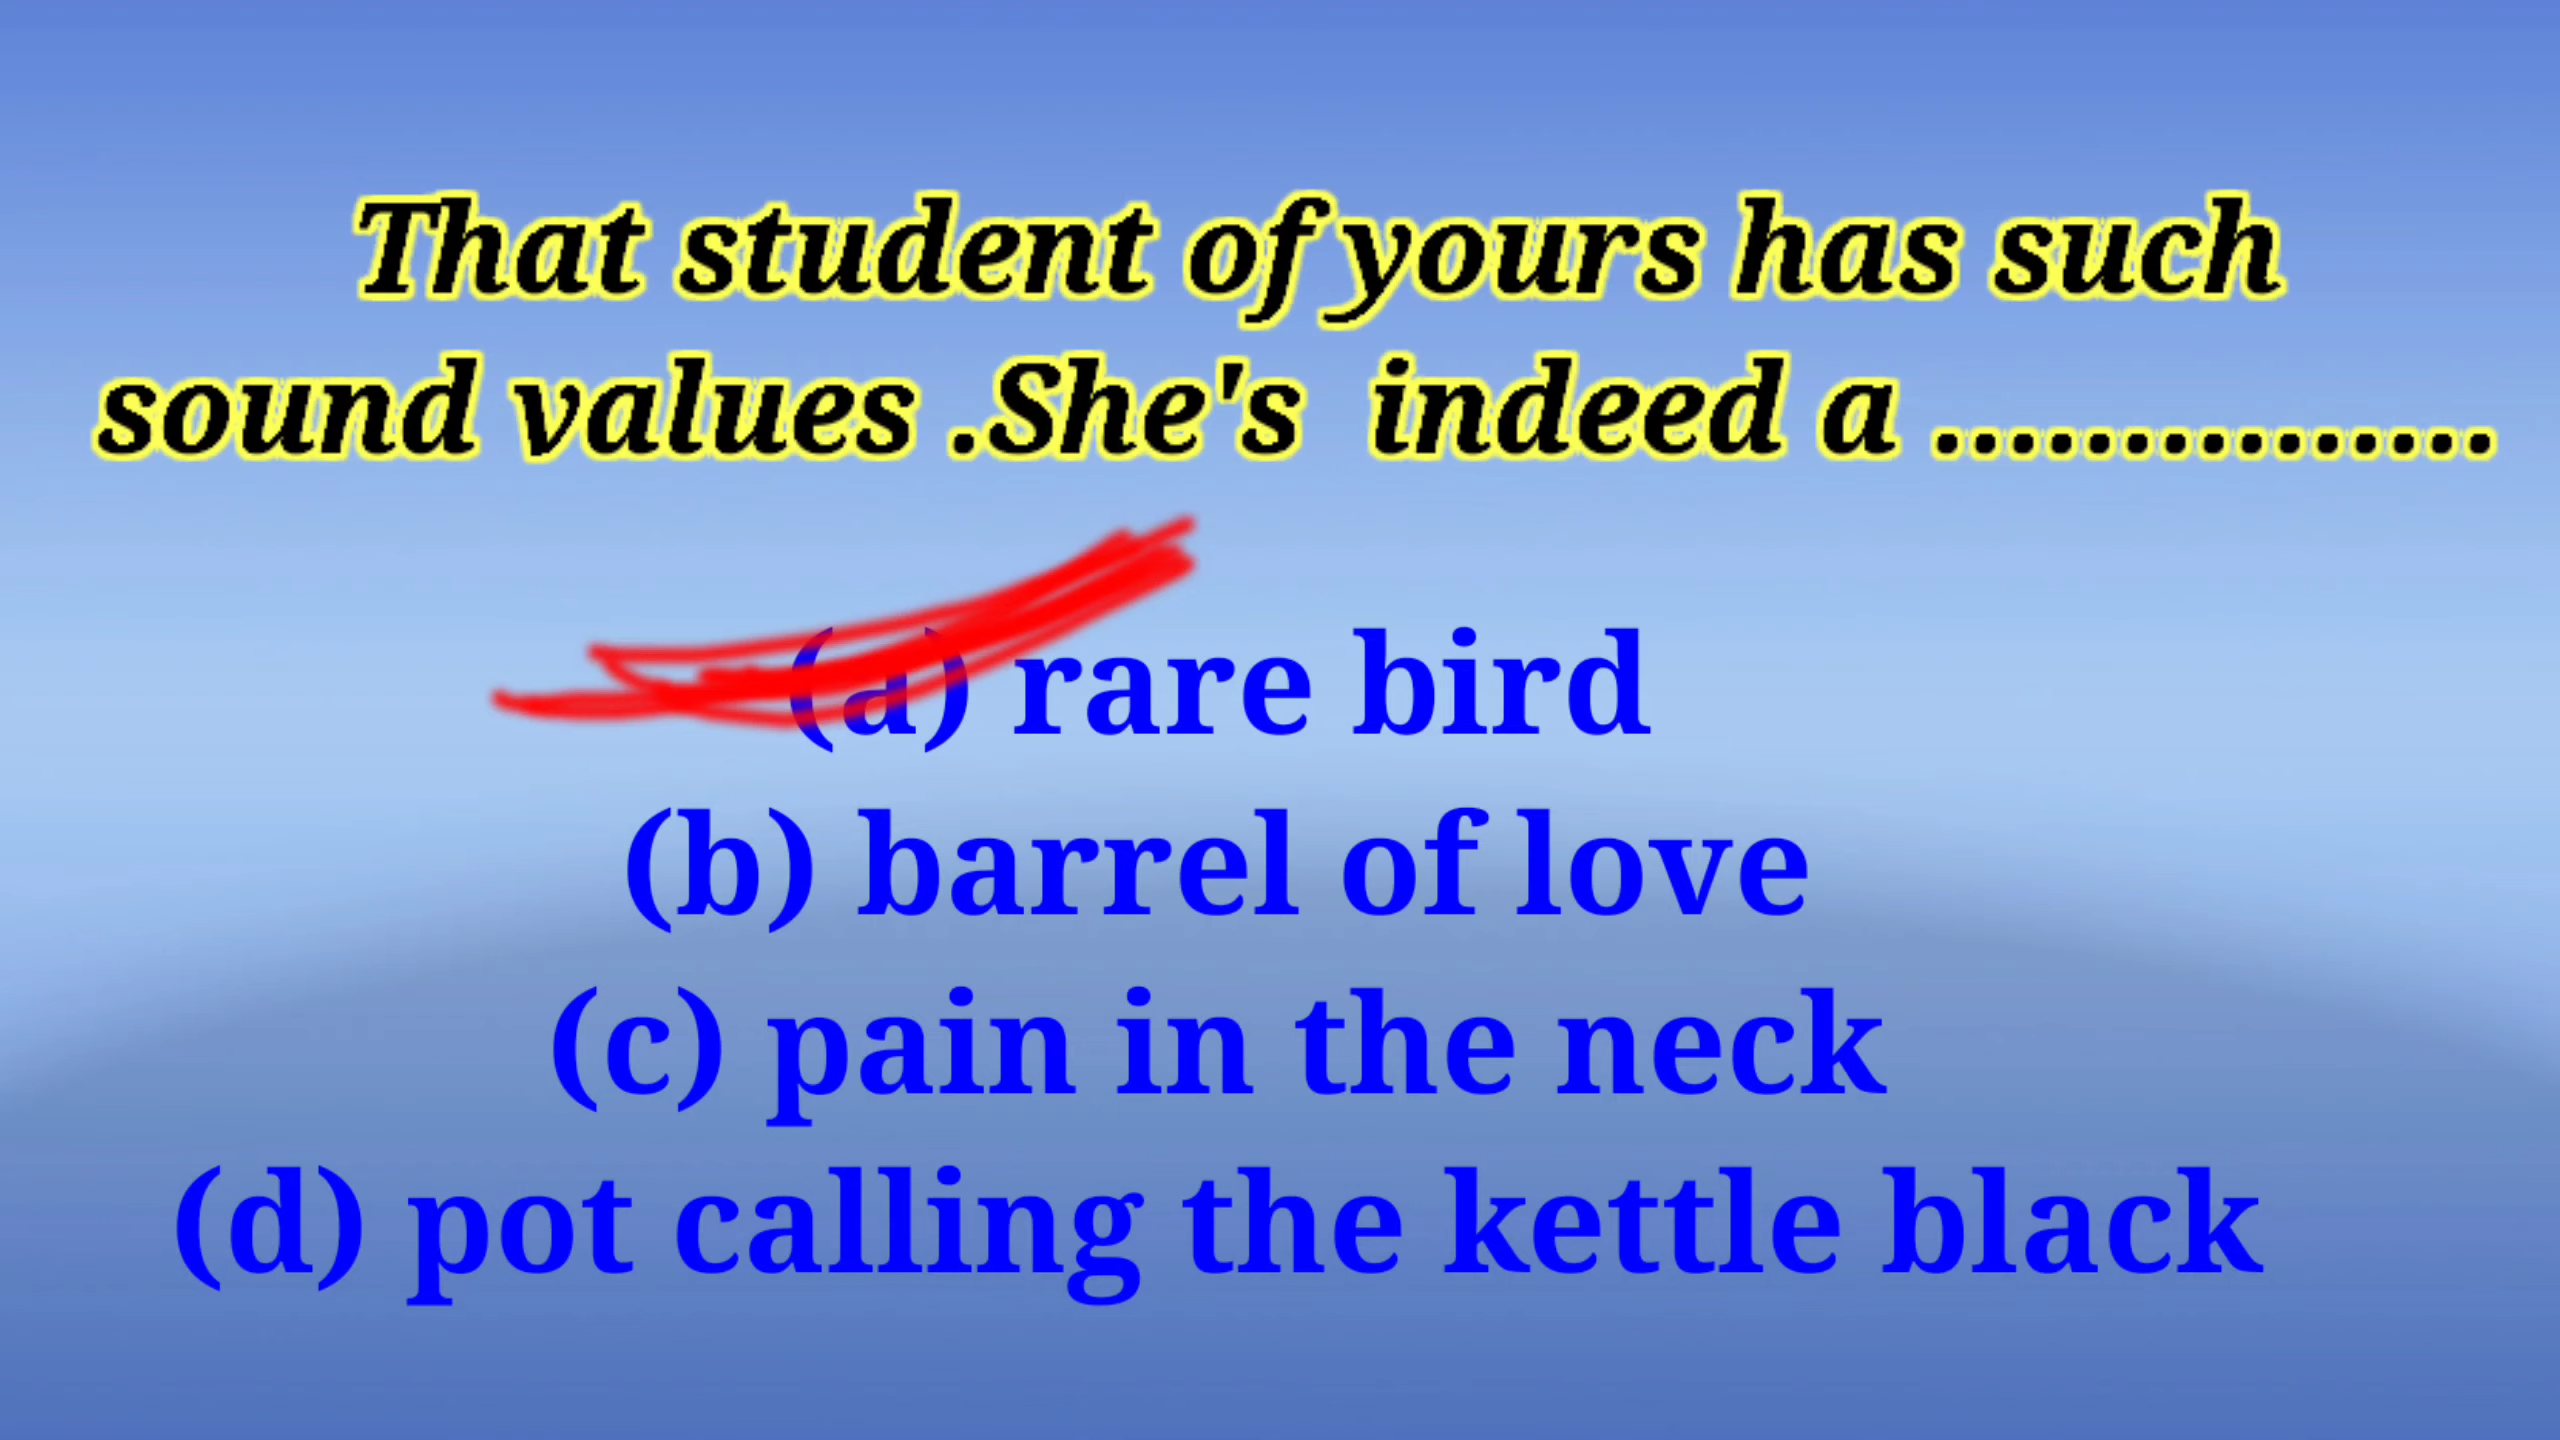 That student of yours has such
sound values .She's  indeed a ...............
(a) rare bird
(b) barrel of love
(c) pain in the neck
(d) pot calling the kettle black